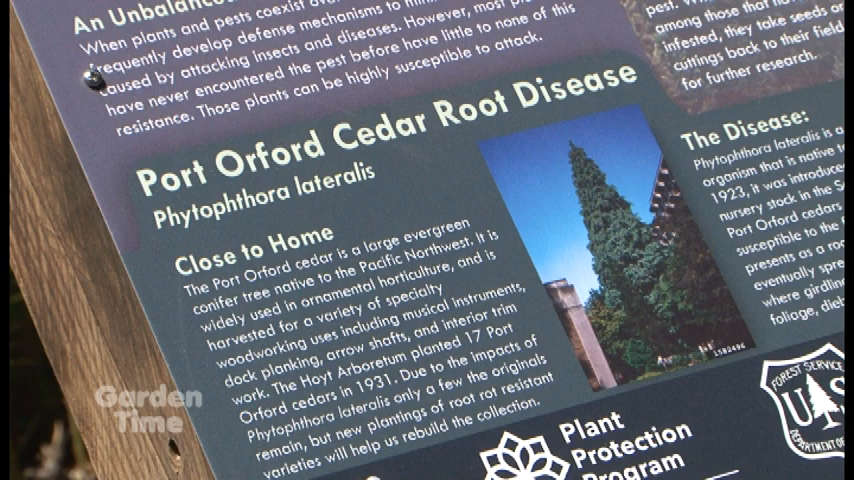 An Unbalanced
When plants and pests coexist over
frequently develop defense mechanisms to
caused by attacking insects and diseases. However, most
have never encountered the pest before have little to none of this
resistance. Those plants can be highly susceptible to attack.
pest.
among those that
infested, they take seeds or
cuttings back to their field
for further research.
Port Orford Cedar Root Disease
Phytophthora lateralis
Close to Home
The Port Orford cedar is a large evergreen
conifer tree native to the Pacific Northwest. It is
widely used in ornamental horticulture, and is
harvested for a variety of specialty
woodworking uses including musical instruments,
dock planking, arrow shafts, and interior trim
work. The Hoyt Arboretum planted 17 Port
Orford cedars in 1931. Due to the impacts of
Phytophthora lateralis only a few the originals
remain, but new plantings of root rot resistant
varieties will help us rebuild the collection.
1582496
The Disease:
Phytophthora lateralis is a
organism that is native to
1923, it was introduced
nursery stock in the
Port Orford cedars
susceptible to the
presents as a root
eventually
where girdling
foliage,
Plant
Protection
Program
FOREST SERVICE
US
DEPARTMENT OF
Garden
Time